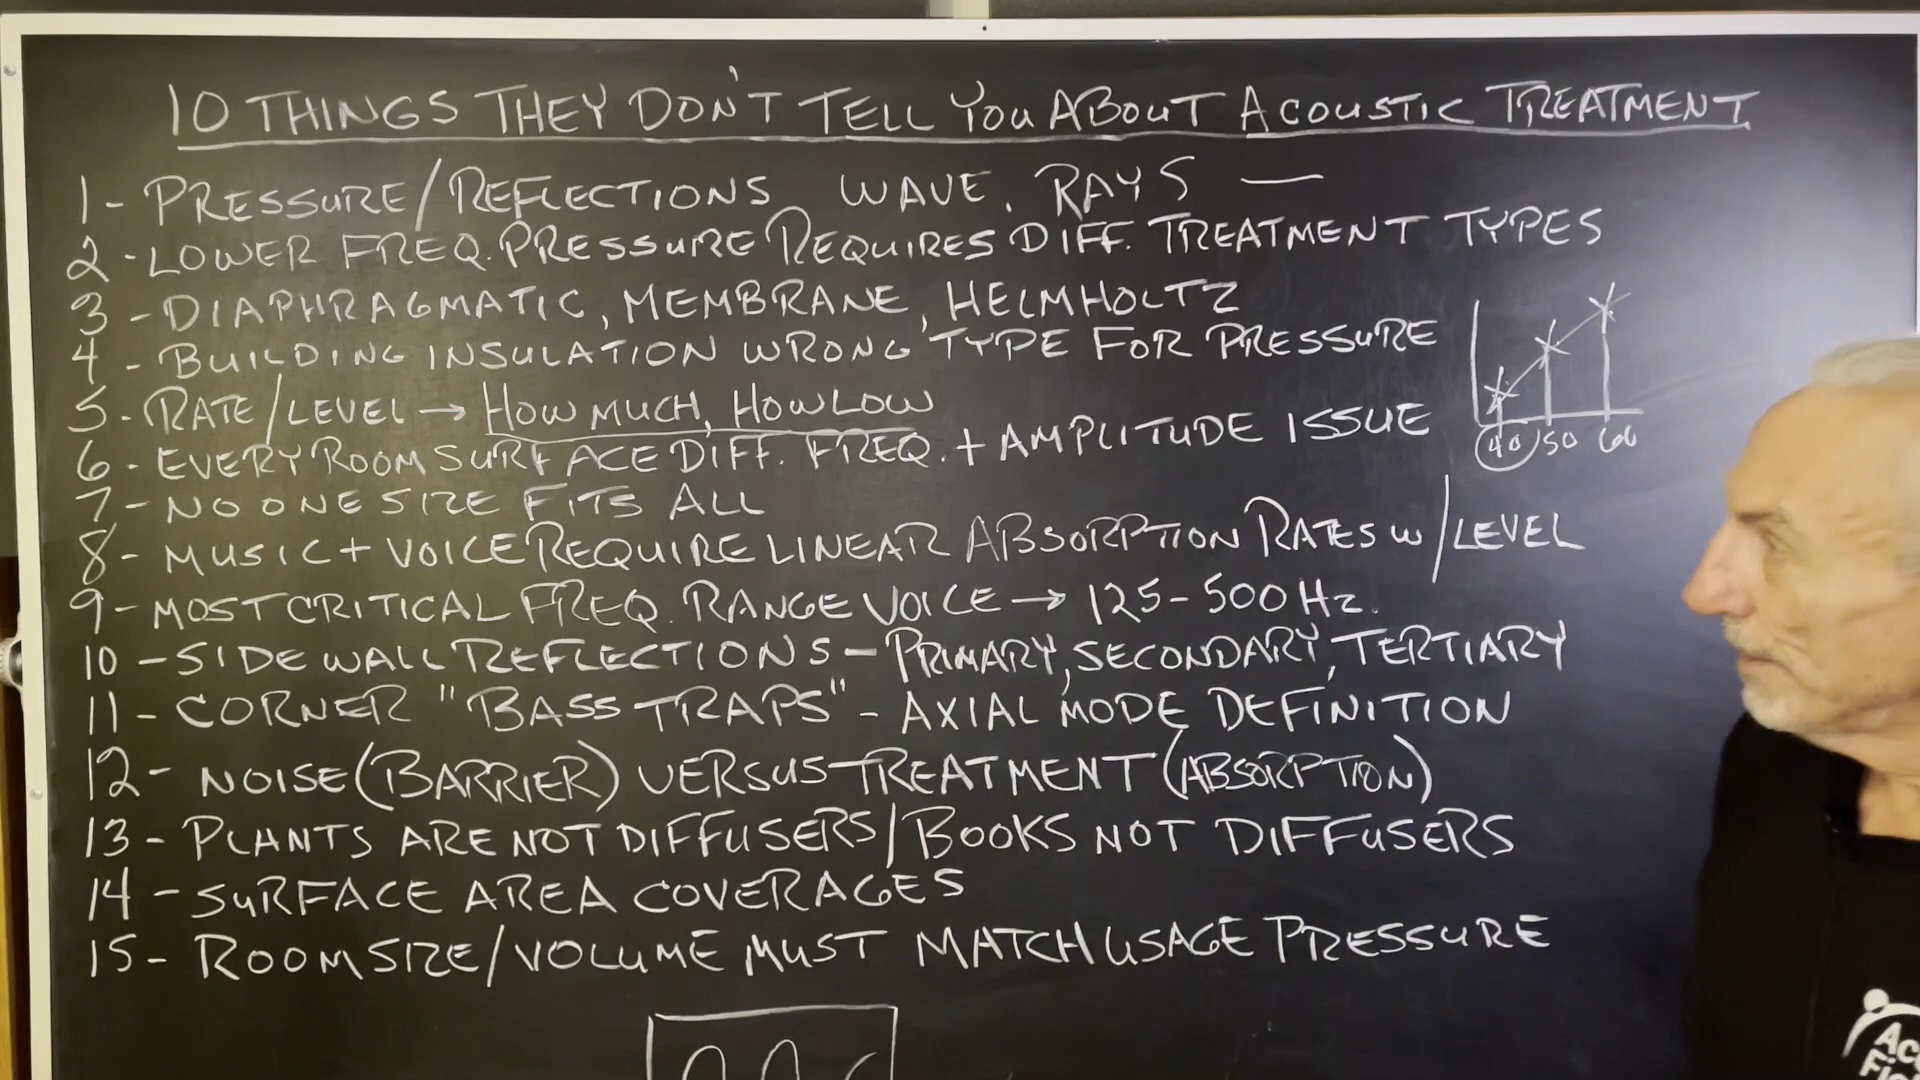 10 THINGS THEY DON'T TELL YOU ABOUT ACOUSTIC TREATMENT
1- PRESSURE/REFLECTIONS WAVE, RAYS —
2- LOWER FREQ. PRESSURE REQUIRES DIFF. TREATMENT TYPES
3- DIAPHRAGMATIC, MEMBRANE, HELMHOLTZ
4- BUILDING INSULATION WRONG TYPE FOR PRESSURE
5- RATE/LEVEL → HOW MUCH, HOW LOW
6- EVERY ROOM SURFACE DIFF. FREQ. + AMPLITUDE ISSUE
40 50 60
7- NO ONE SIZE FITS ALL
8- MUSIC + VOICE REQUIRE LINEAR ABSORPTION RATES w/LEVEL
9- MOST CRITICAL FREQ. RANGE VOICE → 125-500 Hz.
10- SIDE WALL REFLECTIONS - PRIMARY, SECONDARY, TERTIARY
11- CORNER "BASS TRAPS" - AXIAL MODE DEFINITION
12- NOISE (BARRIER) VERSUS TREATMENT (ABSORPTION)
13- PLANTS ARE NOT DIFFUSERS/BOOKS NOT DIFFUSERS
14- SURFACE AREA COVERAGES
15- ROOM SIZE/VOLUME MUST MATCH USAGE PRESSURE